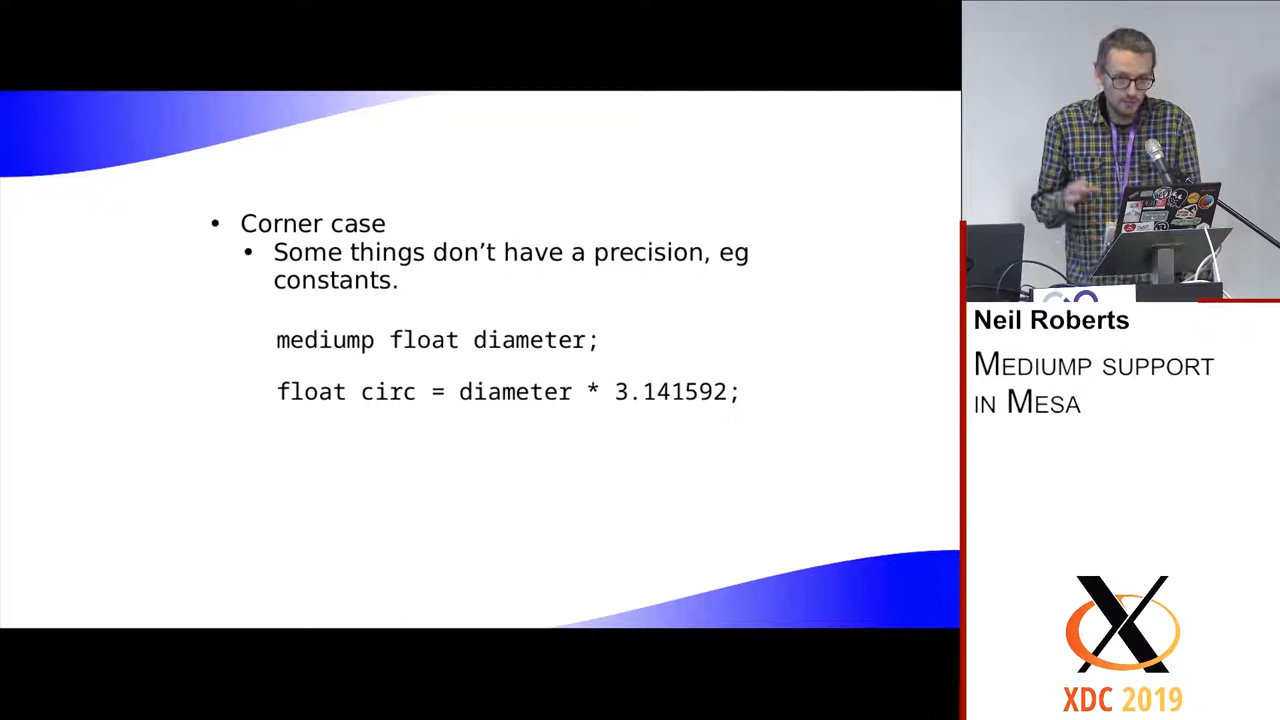 • Corner case
• Some things don’t have a precision, eg
constants.
mediump float diameter;
float circ = diameter * 3.141592;
Neil Roberts
Mediump support
in Mesa
XDC 2019